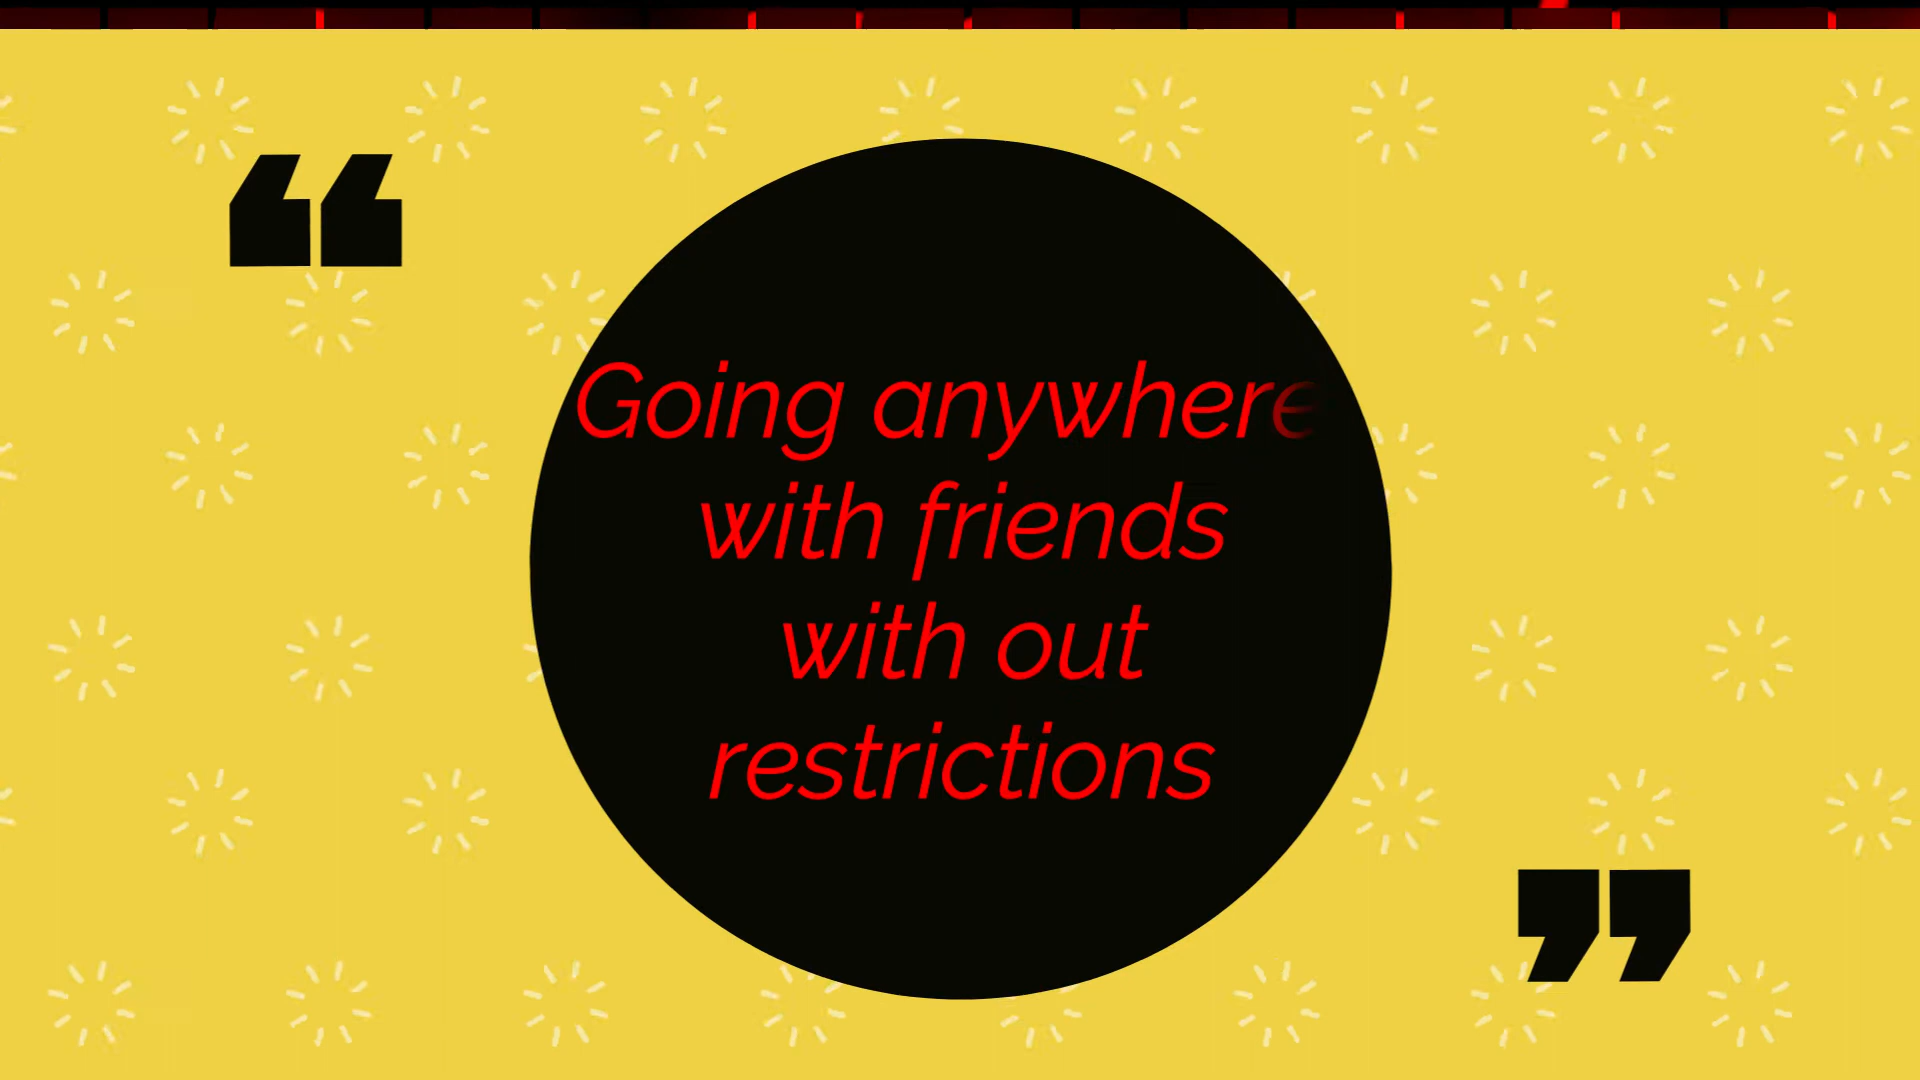 “
Going anywhere
with friends
with out
restrictions
”